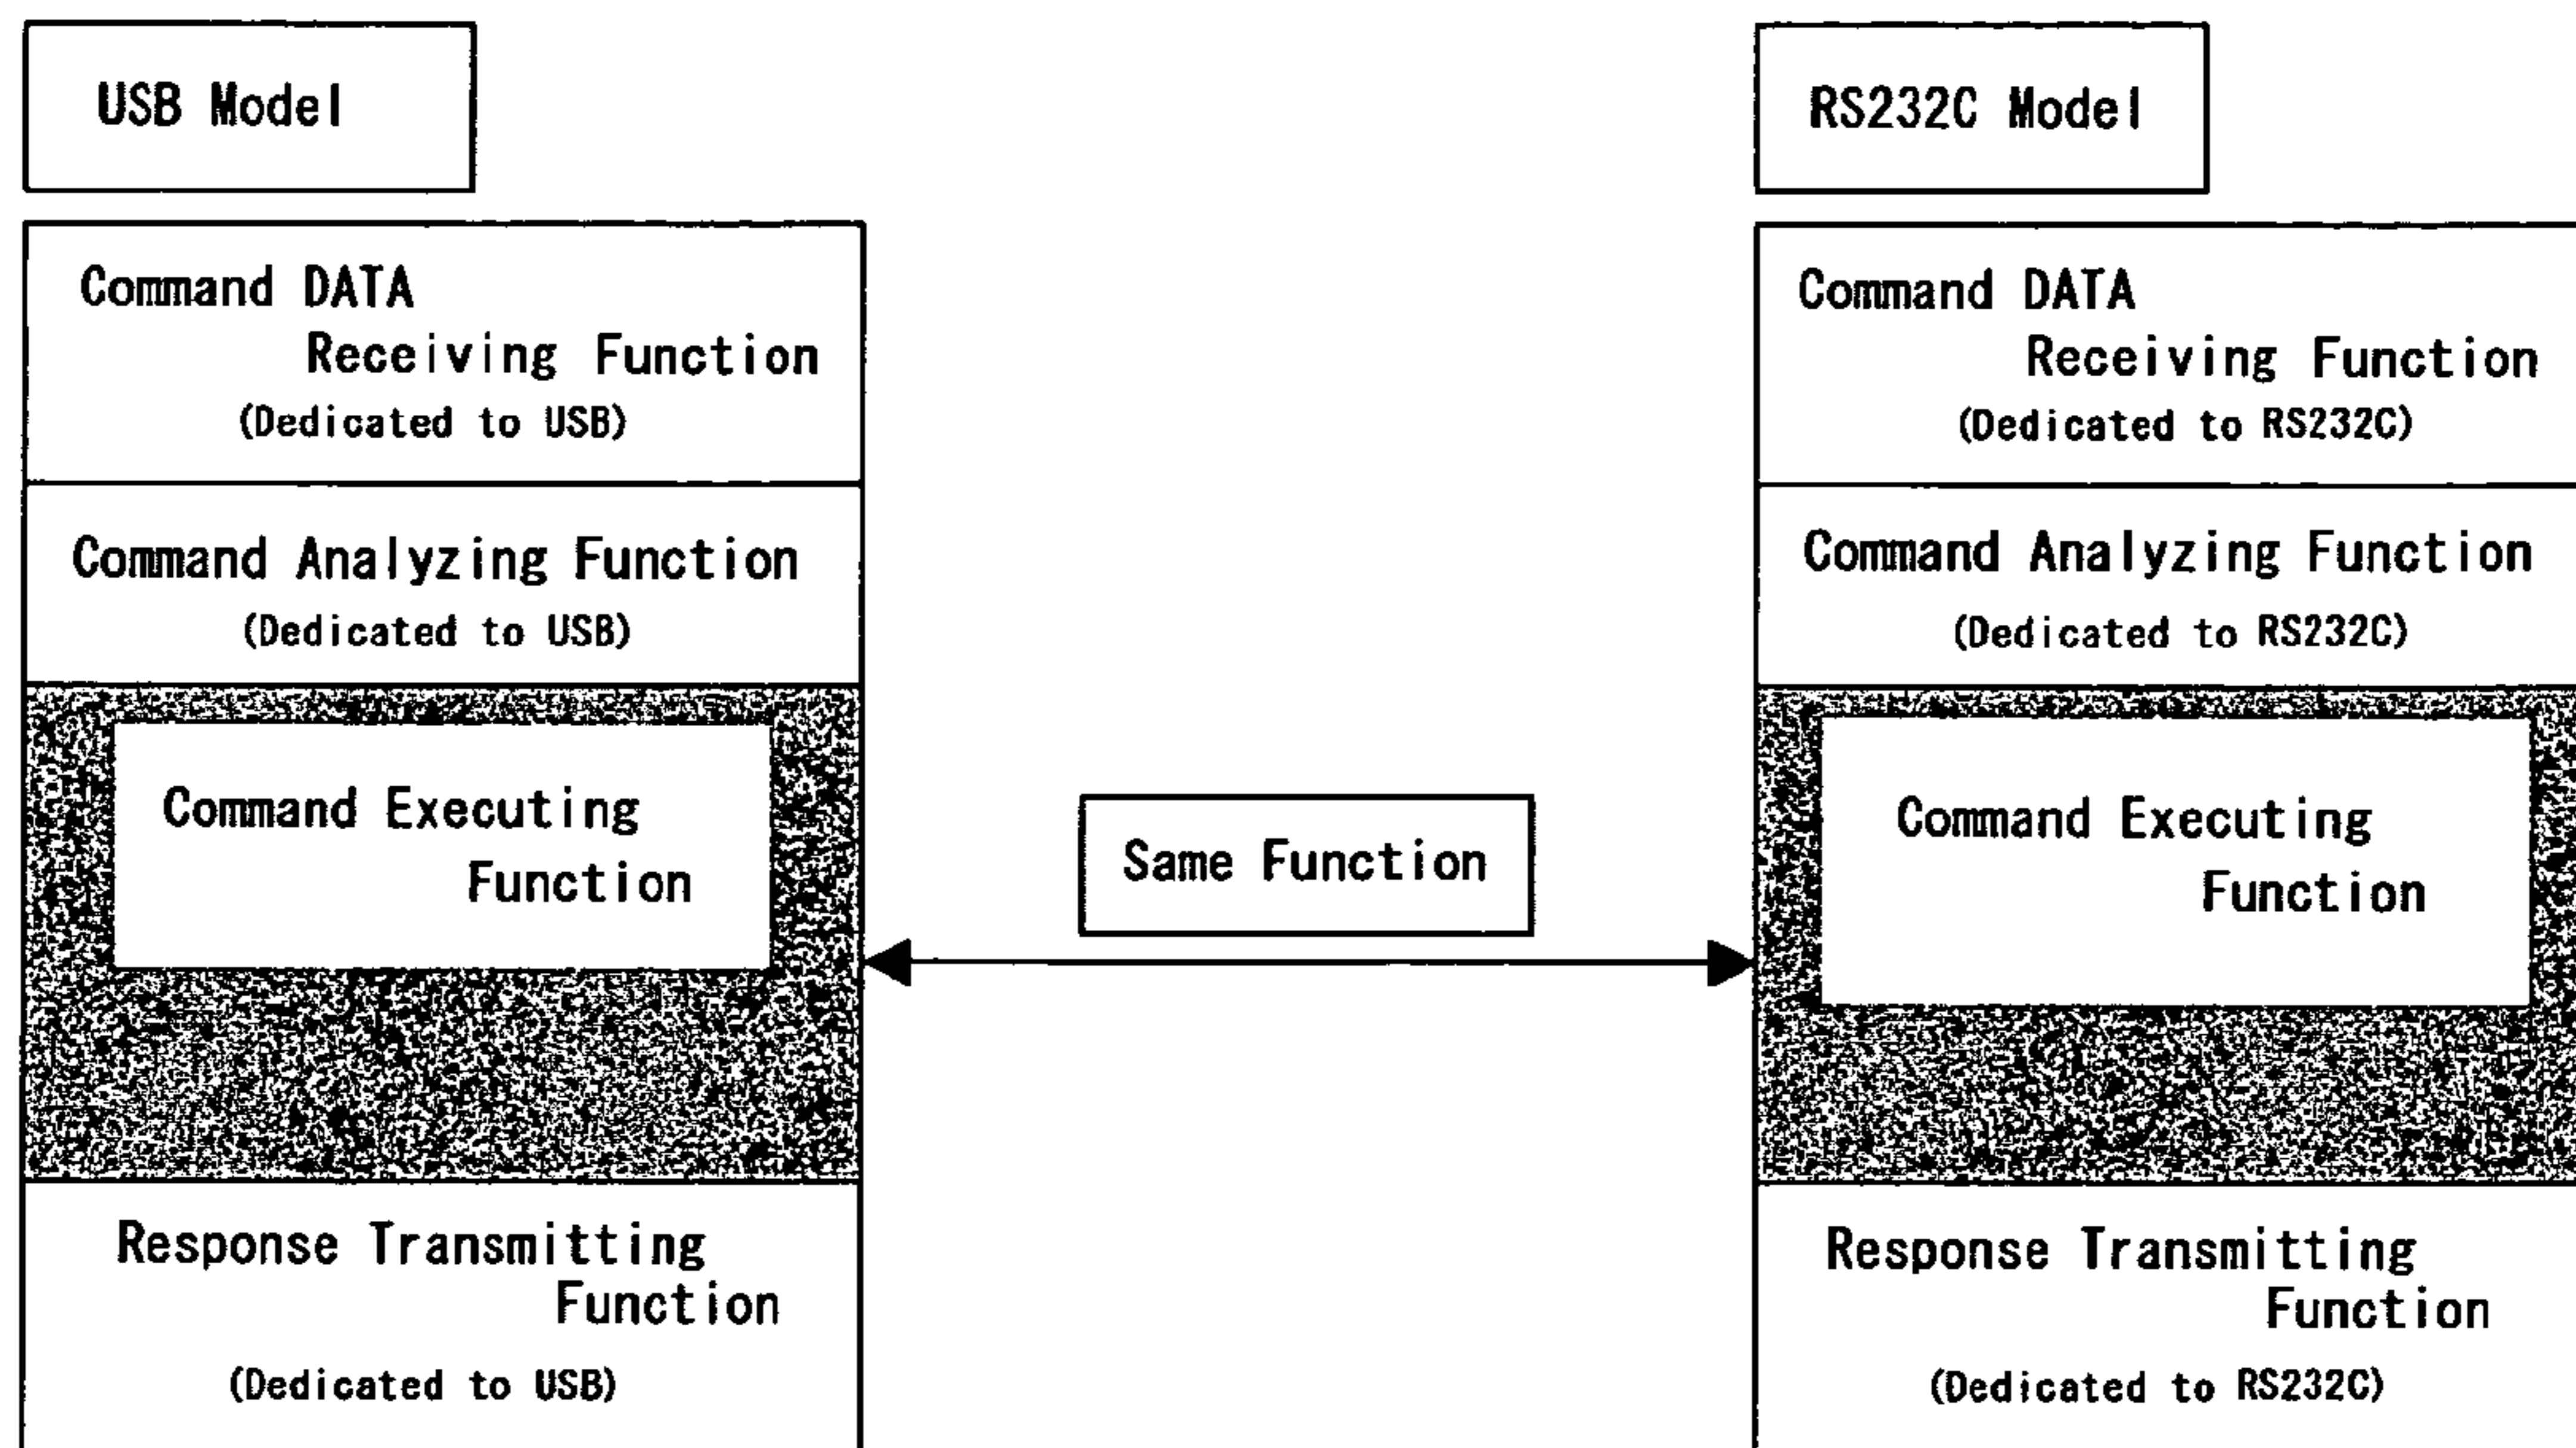 USB Model
Command DATA
Receiving Function
(Dedicated to USB)
Command Analyzing Function
(Dedicated to USB)
Command Executing
Function
Response Transmitting
Function
(Dedicated to USB)
Same Function
RS232C Model
Command DATA
Receiving Function
(Dedicated to RS232C)
Command Analyzing Function
(Dedicated to RS232C)
Command Executing
Function
Response Transmitting
Function
(Dedicated to RS232C)